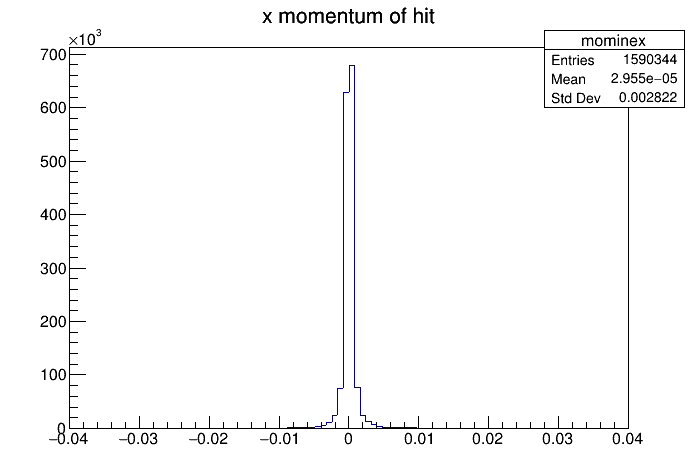 x momentum of hit
×10³
mominex
Entries 1590344
Mean 2.955e−05
Std Dev 0.002822
700
600
500
400
300
200
100
0
−0.04 −0.03 −0.02 −0.01 0 0.01 0.02 0.03 0.04